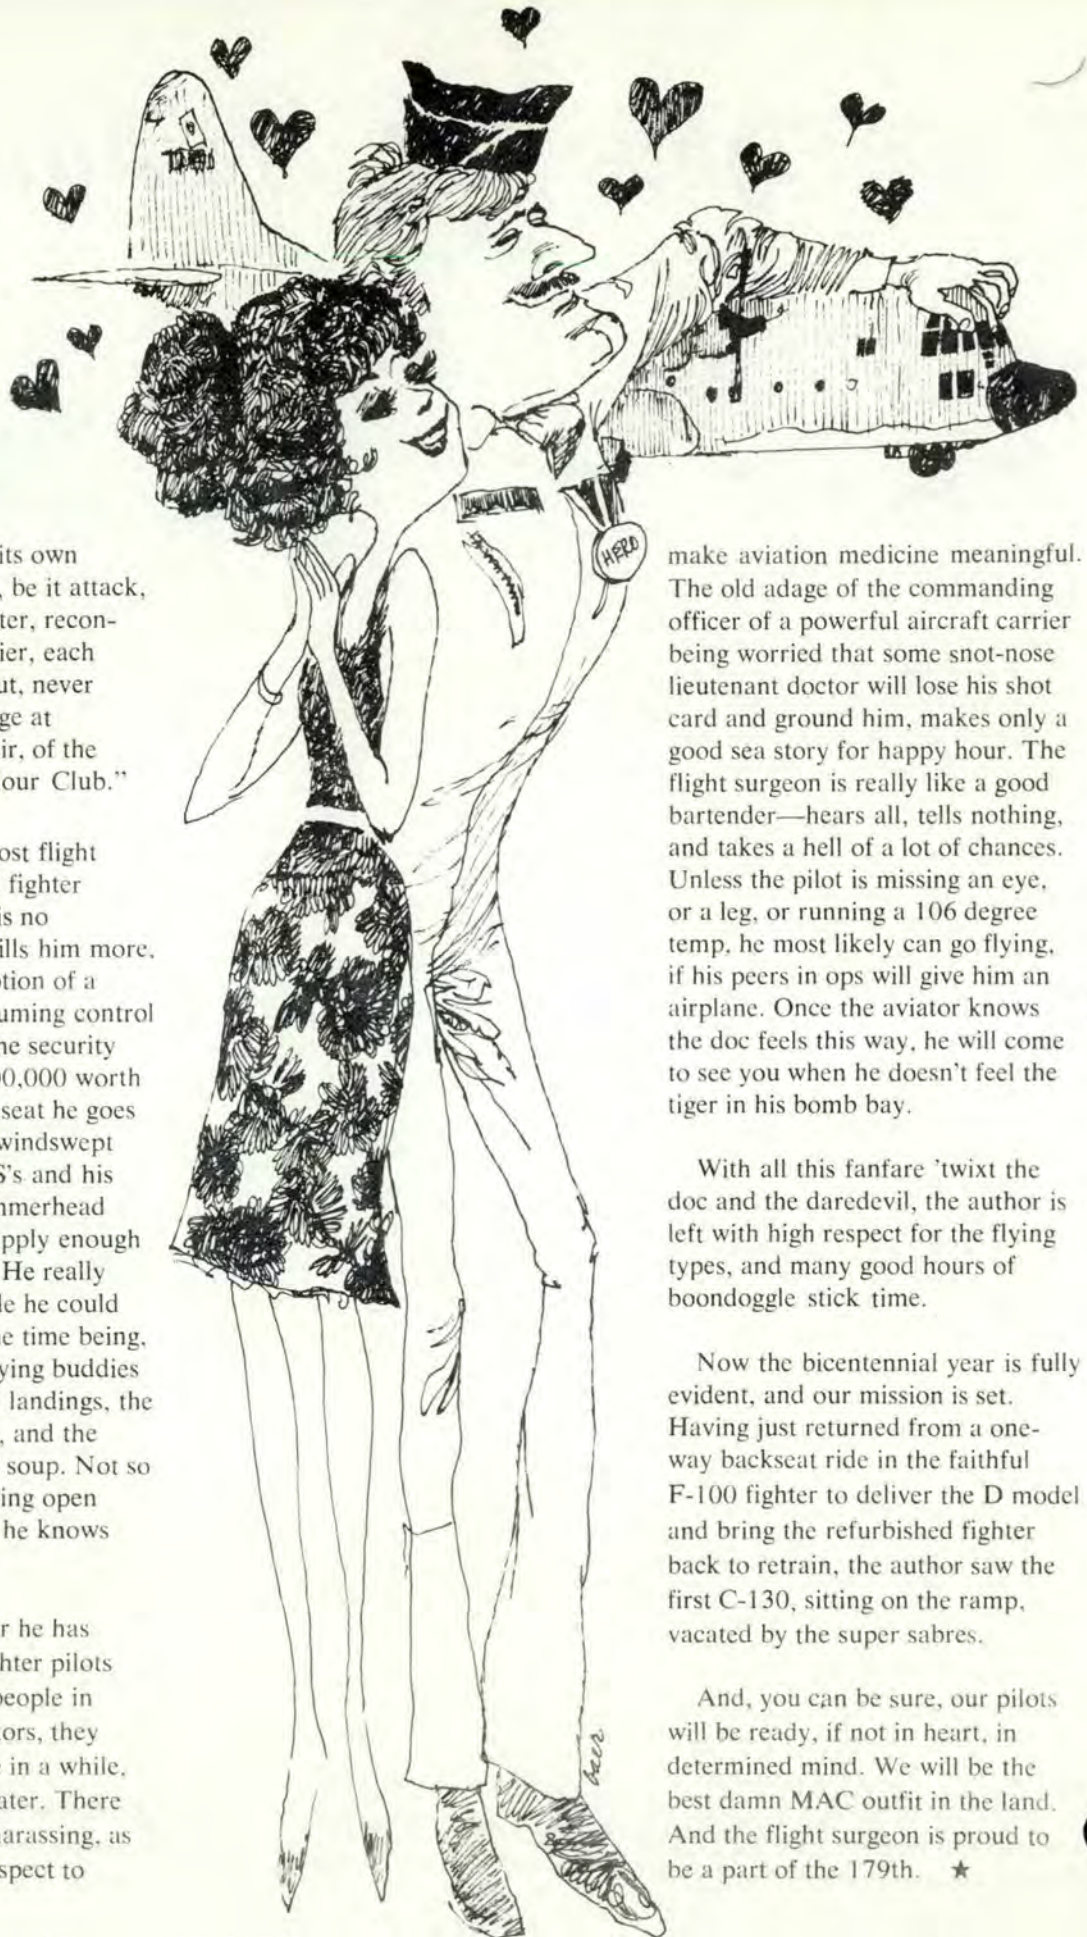 HERO
its own
, be it attack,
ter, recon-
ier, each
ut, never
ge at
ir, of the
our Club."
ost flight
fighter
is no
ills him more,
otion of a
uming control
he security
00,000 worth
seat he goes
windswept
S's and his
nmerhead
pply enough
He really
le he could
e time being,
ying buddies
landings, the
, and the
soup. Not so
ing open
he knows
r he has
hter pilots
people in
tors, they
e in a while,
ater. There
arassing, as
spect to
make aviation medicine meaningful.
The old adage of the commanding
officer of a powerful aircraft carrier
being worried that some snot-nose
lieutenant doctor will lose his shot
card and ground him, makes only a
good sea story for happy hour. The
flight surgeon is really like a good
bartender—hears all, tells nothing,
and takes a hell of a lot of chances.
Unless the pilot is missing an eye,
or a leg, or running a 106 degree
temp, he most likely can go flying,
if his peers in ops will give him an
airplane. Once the aviator knows
the doc feels this way, he will come
to see you when he doesn't feel the
tiger in his bomb bay.
With all this fanfare 'twixt the
doc and the daredevil, the author is
left with high respect for the flying
types, and many good hours of
boondoggle stick time.
Now the bicentennial year is fully
evident, and our mission is set.
Having just returned from a one-
way backseat ride in the faithful
F-100 fighter to deliver the D model
and bring the refurbished fighter
back to retrain, the author saw the
first C-130, sitting on the ramp,
vacated by the super sabres.
And, you can be sure, our pilots
will be ready, if not in heart, in
determined mind. We will be the
best damn MAC outfit in the land.
And the flight surgeon is proud to
be a part of the 179th. ★